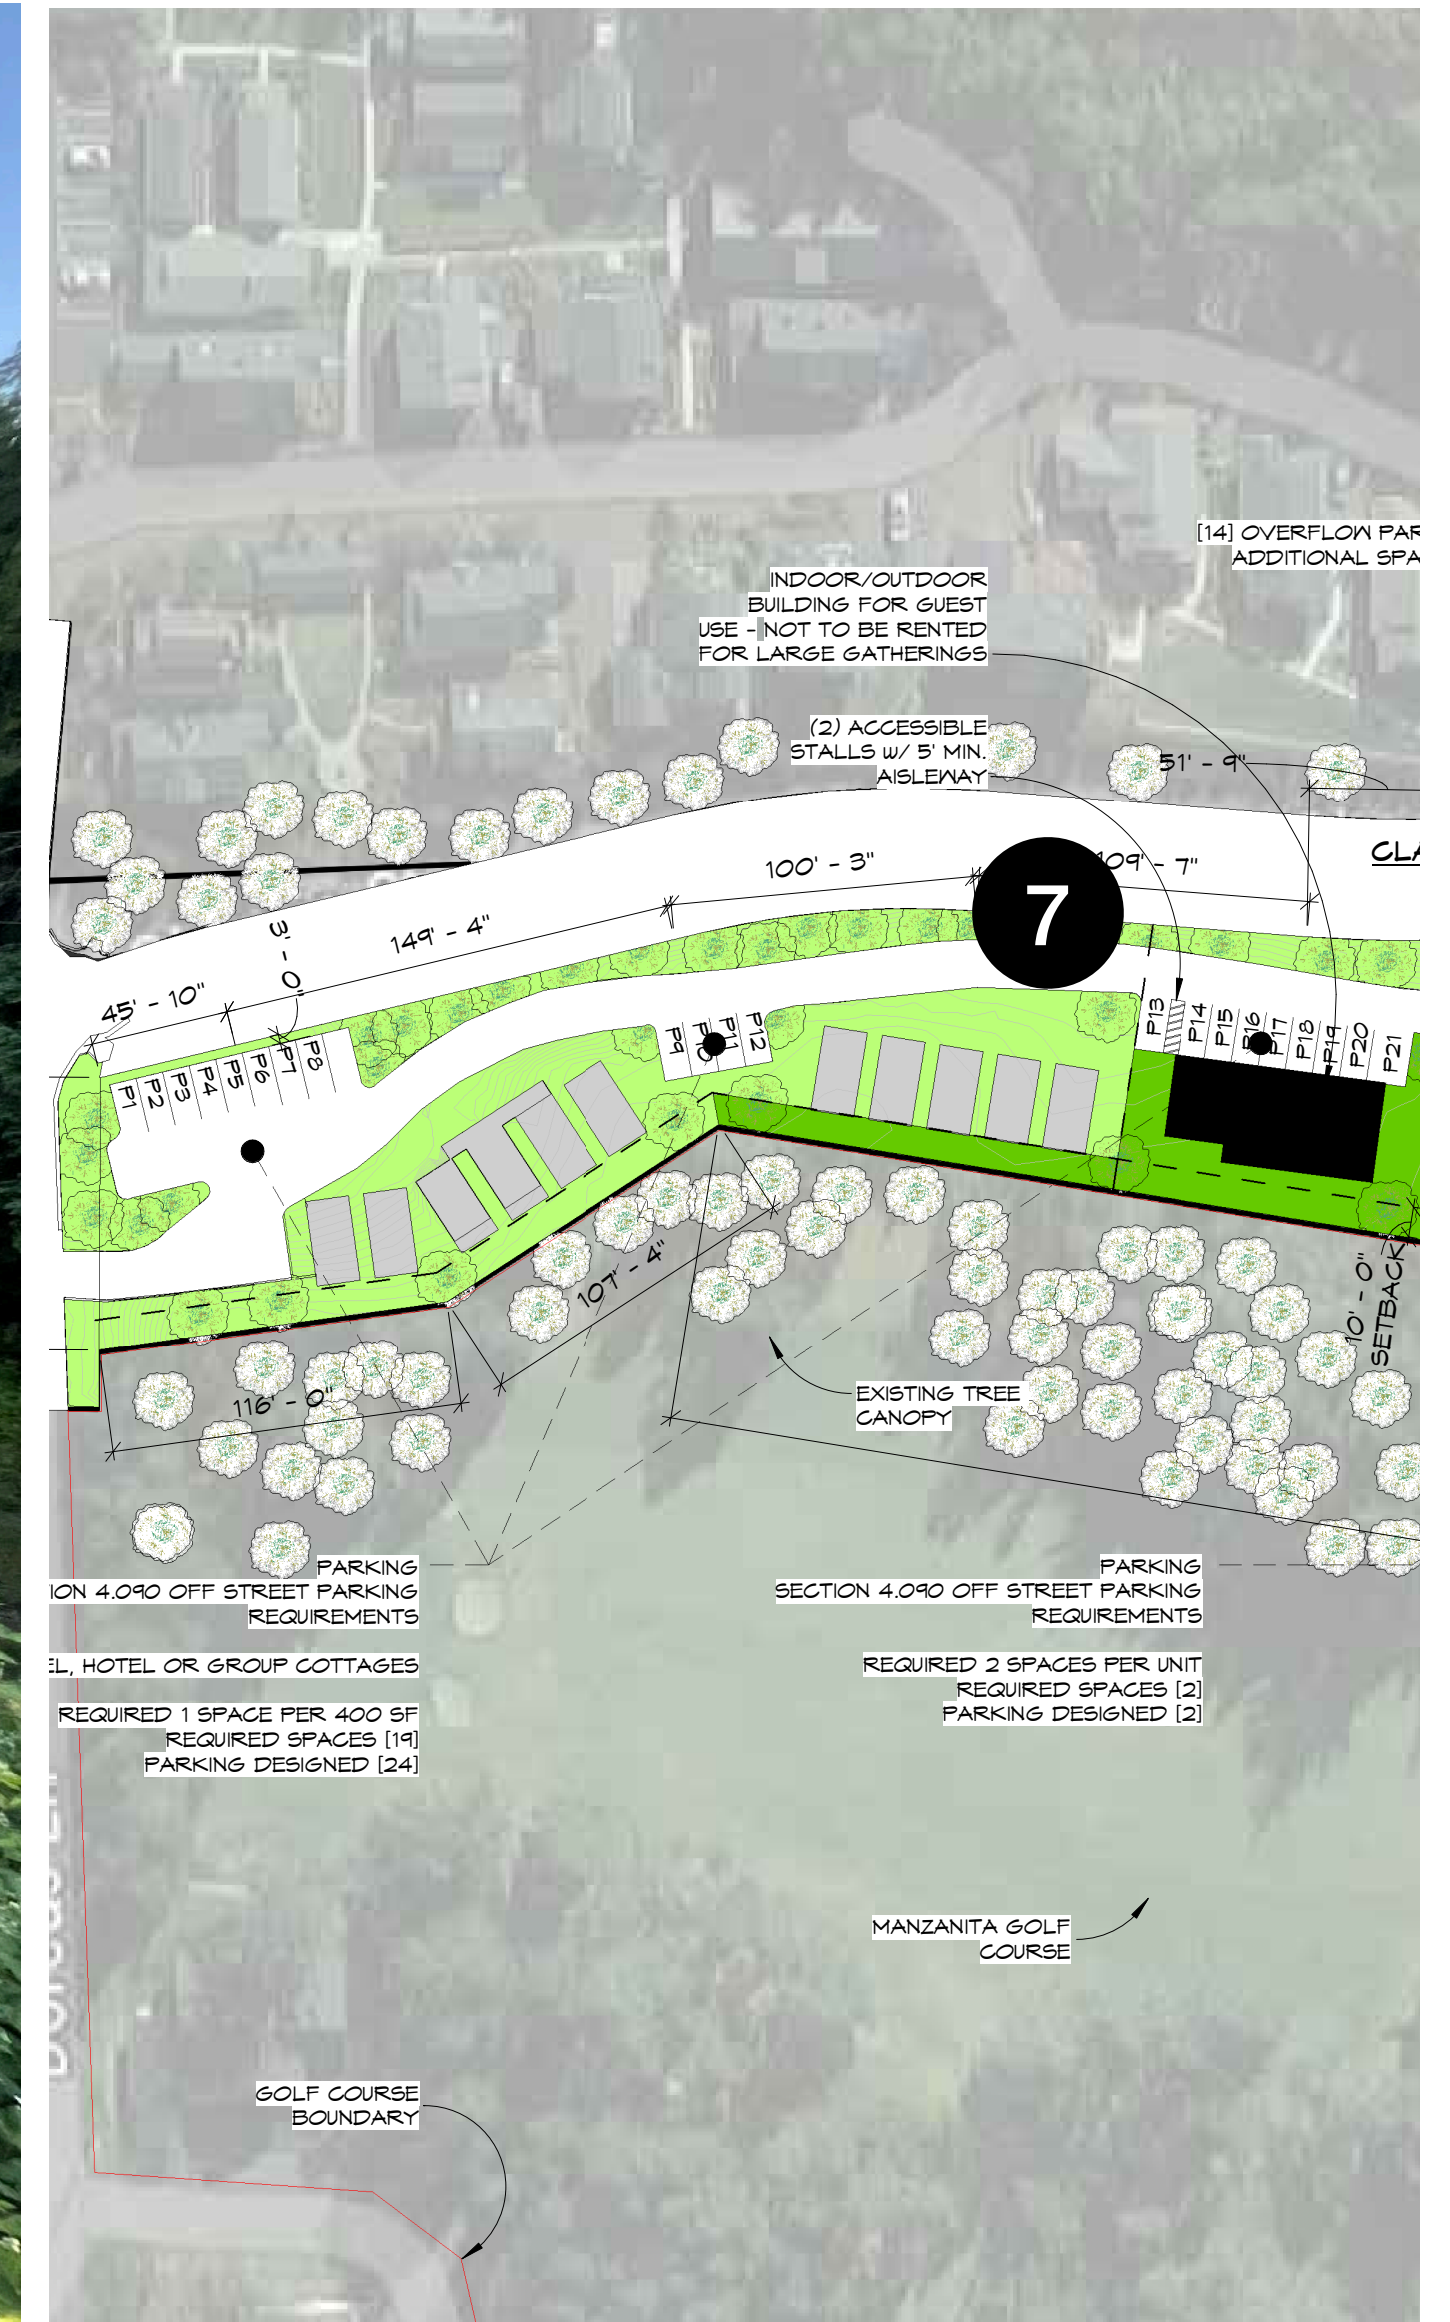 [14] OVERFLOW PAR
ADDITIONAL SPA
INDOOR/OUTDOOR
BUILDING FOR GUEST
USE - NOT TO BE RENTED
FOR LARGE GATHERINGS
(2) ACCESSIBLE
STALLS W/ 5' MIN.
AISLEWAY
51' - 9"
CLA
100' - 3"
7
109' - 7"
149' - 4"
3' - 0"
45' - 10"
P1
P2
P3
P4
P5
P6
P7
P8
P9
P10
P11
P12
P13
P14
P15
P16
P17
P18
P19
P20
P21
107' - 4"
10' - 0"
SETBACK
116' - 0"
EXISTING TREE
CANOPY
PARKING
ION 4.090 OFF STREET PARKING
REQUIREMENTS
EL, HOTEL OR GROUP COTTAGES
REQUIRED 1 SPACE PER 400 SF
REQUIRED SPACES [19]
PARKING DESIGNED [24]
PARKING
SECTION 4.090 OFF STREET PARKING
REQUIREMENTS
REQUIRED 2 SPACES PER UNIT
REQUIRED SPACES [2]
PARKING DESIGNED [2]
MANZANITA GOLF
COURSE
GOLF COURSE
BOUNDARY